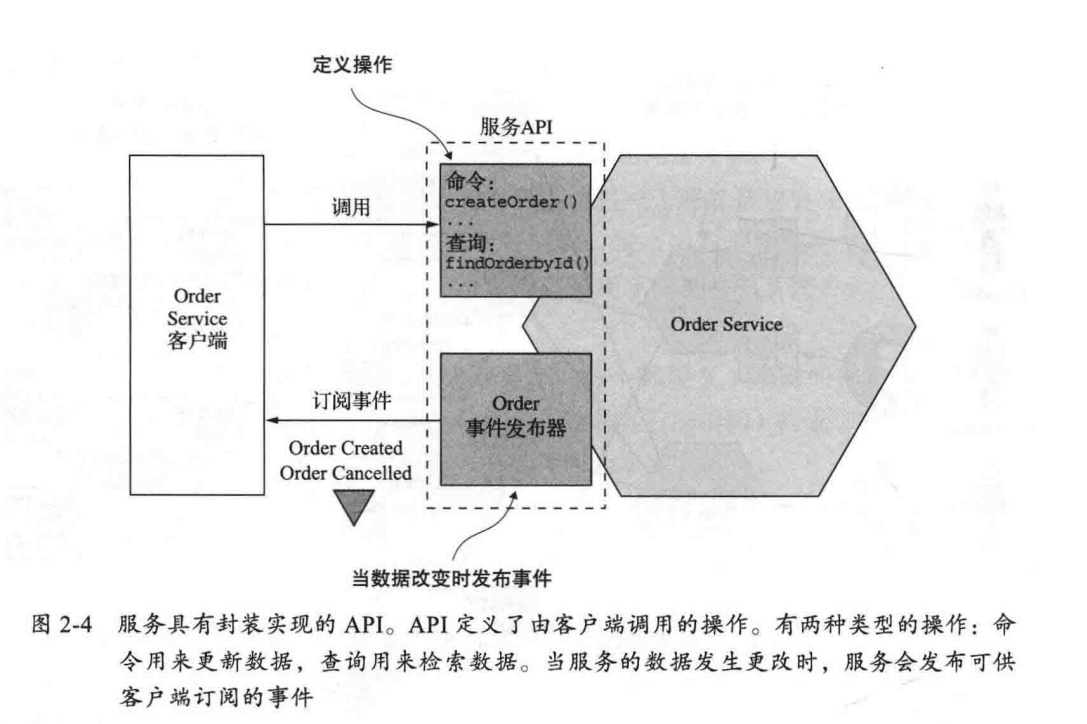 定义操作
服务API
命令：
createOrder()
...
查询：
findOrderbyId()
...
调用
Order
Service
客户端
Order Service
订阅事件
Order Created
Order Cancelled
Order
事件发布器
当数据改变时发布事件
图 2-4 服务具有封装实现的 API。API 定义了由客户端调用的操作。有两种类型的操作：命
令用来更新数据，查询用来检索数据。当服务的数据发生更改时，服务会发布可供
客户端订阅的事件